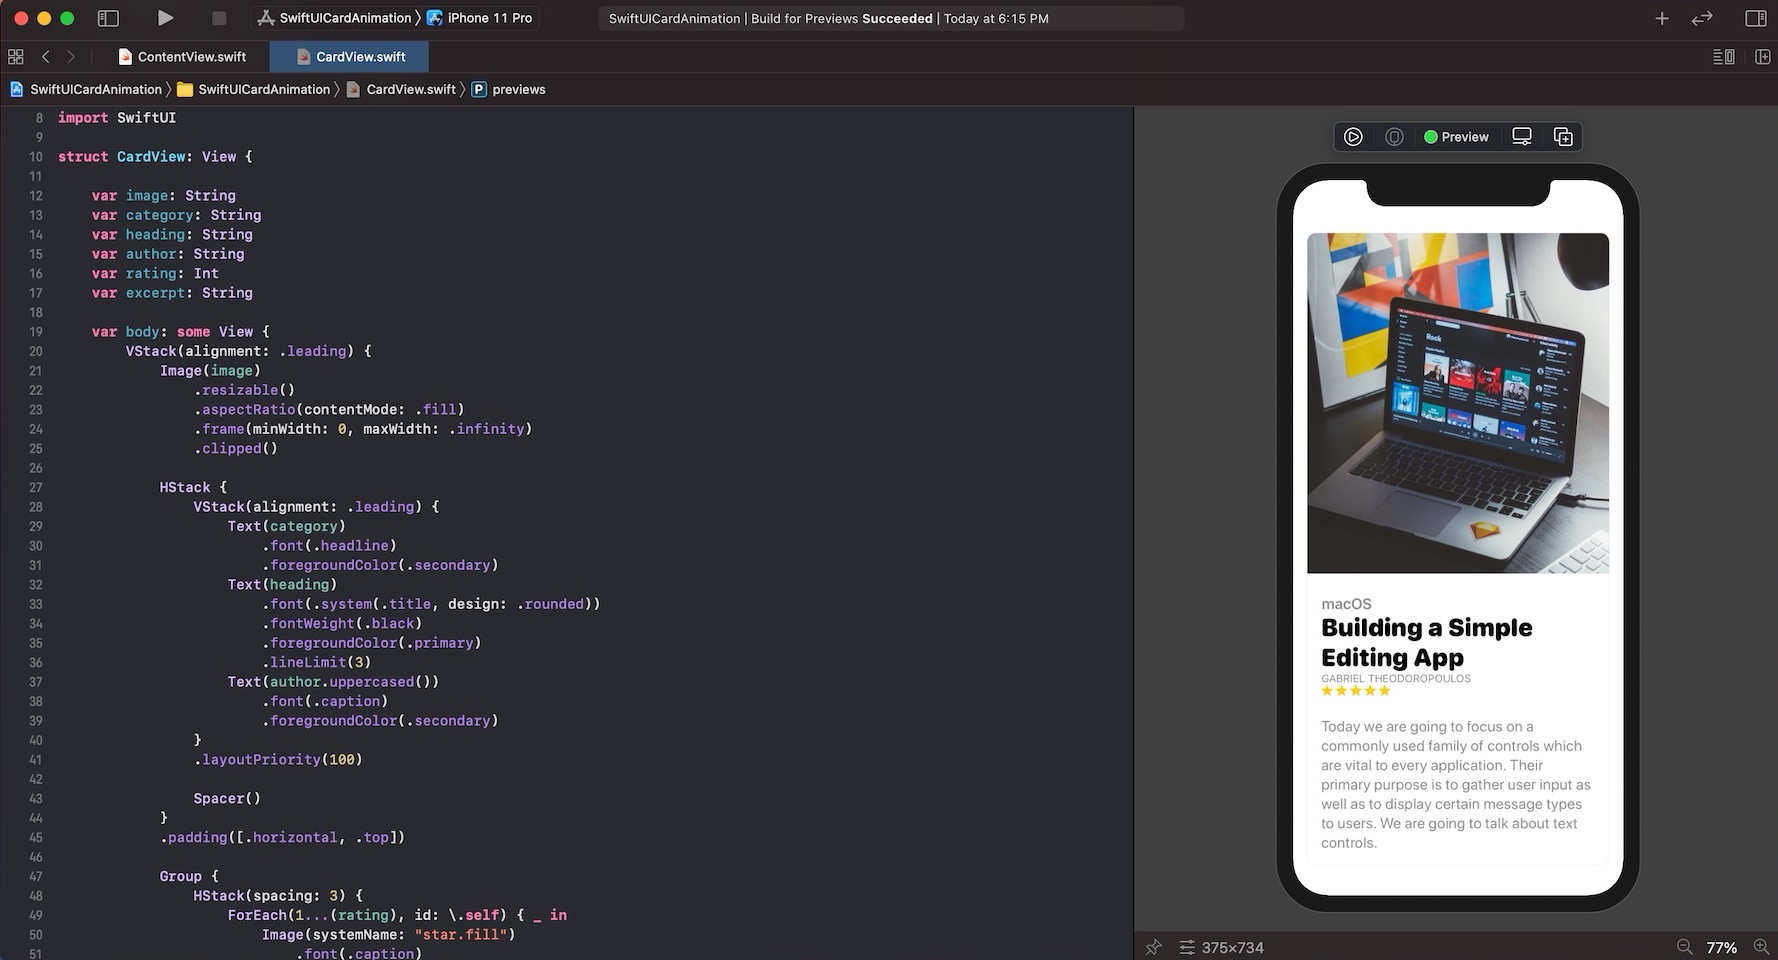 SwiftUICardAnimation 〉 iPhone 11 Pro
SwiftUICardAnimation | Build for Previews Succeeded | Today at 6:15 PM
ContentView.swift
CardView.swift
SwiftUICardAnimation 〉 SwiftUICardAnimation 〉 CardView.swift 〉 P previews
8 import SwiftUI
9
10 struct CardView: View {
11
12 var image: String
13 var category: String
14 var heading: String
15 var author: String
16 var rating: Int
17 var excerpt: String
18
19 var body: some View {
20 VStack(alignment: .leading) {
21 Image(image)
22 .resizable()
23 .aspectRatio(contentMode: .fill)
24 .frame(minWidth: 0, maxWidth: .infinity)
25 .clipped()
26
27 HStack {
28 VStack(alignment: .leading) {
29 Text(category)
30 .font(.headline)
31 .foregroundColor(.secondary)
32 Text(heading)
33 .font(.system(.title, design: .rounded))
34 .fontWeight(.black)
35 .foregroundColor(.primary)
36 .lineLimit(3)
37 Text(author.uppercased())
38 .font(.caption)
39 .foregroundColor(.secondary)
40 }
41 .layoutPriority(100)
42
43 Spacer()
44 }
45 .padding([.horizontal, .top])
46
47 Group {
48 HStack(spacing: 3) {
49 ForEach(1...(rating), id: \.self) { _ in
50 Image(systemName: "star.fill")
51 .font(.caption)
Preview
Rock
macOS
Building a Simple
Editing App
GABRIEL THEODOROPOULOS
Today we are going to focus on a
commonly used family of controls which
are vital to every application. Their
primary purpose is to gather user input as
well as to display certain message types
to users. We are going to talk about text
controls.
375×734
77%